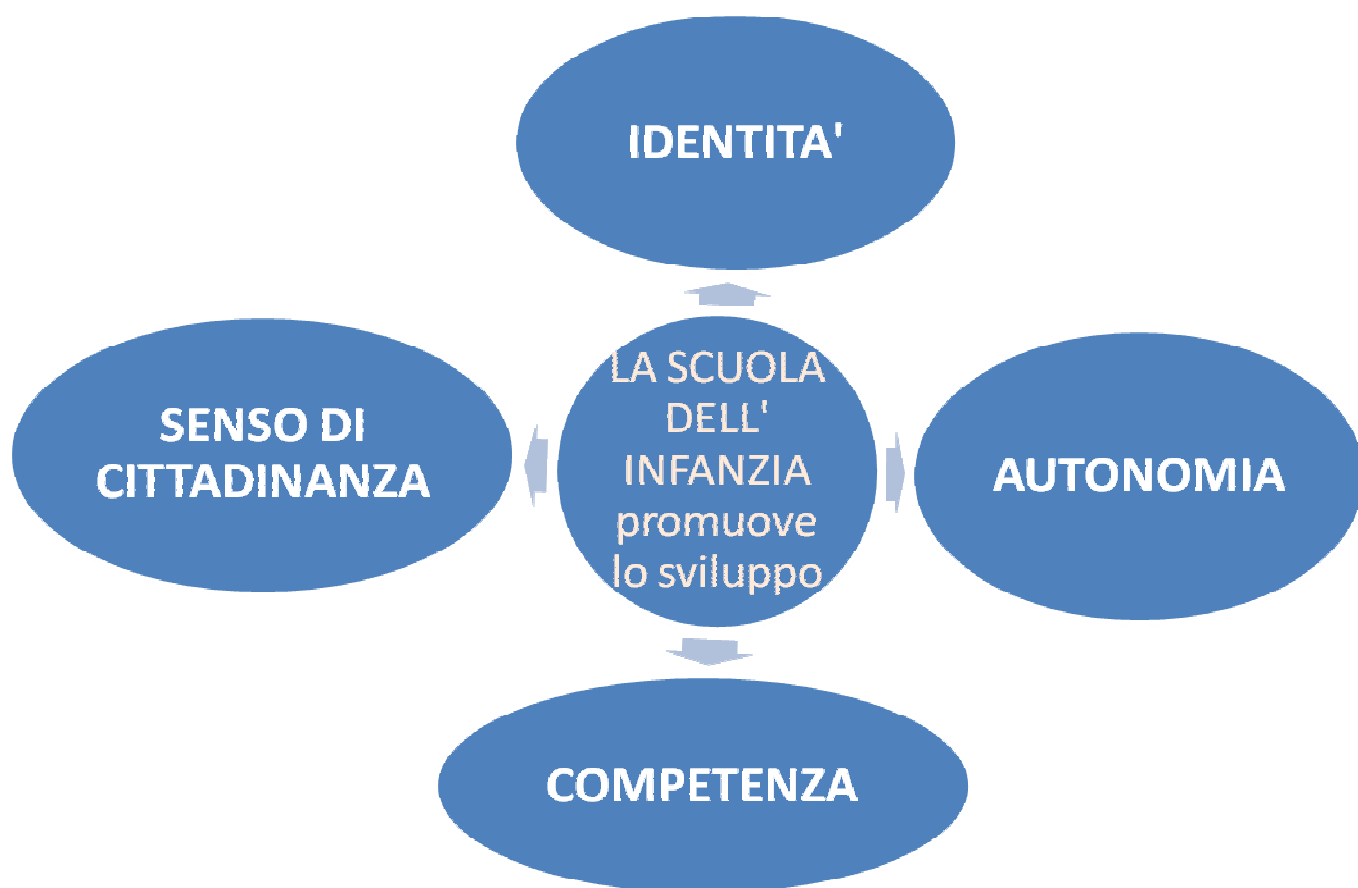 IDENTITA'
SENSO DI
CITTADINANZA
LA SCUOLA
DELL'
INFANZIA
promuove
lo sviluppo
AUTONOMIA
COMPETENZA